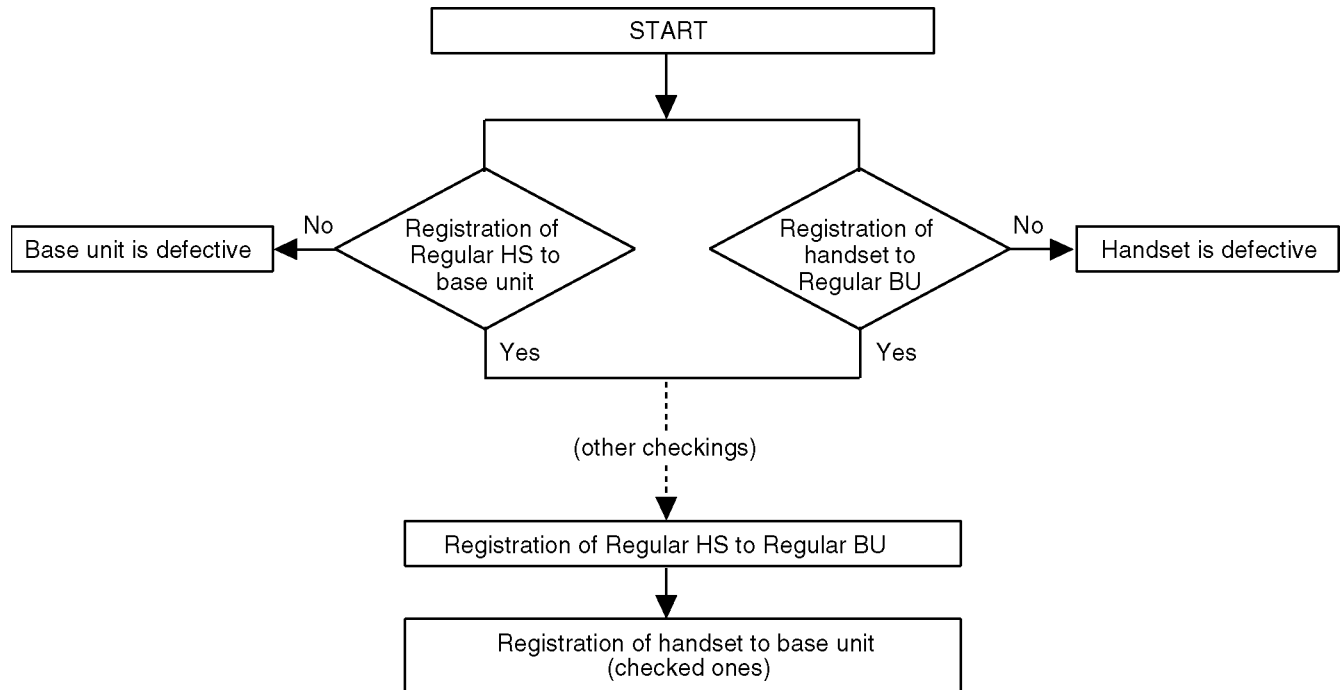 START
No
Registration of
Regular HS to
base unit
Registration of
handset to
Regular BU
No
Base unit is defective
Handset is defective
Yes
Yes
(other checkings)
Registration of Regular HS to Regular BU
Registration of handset to base unit
(checked ones)